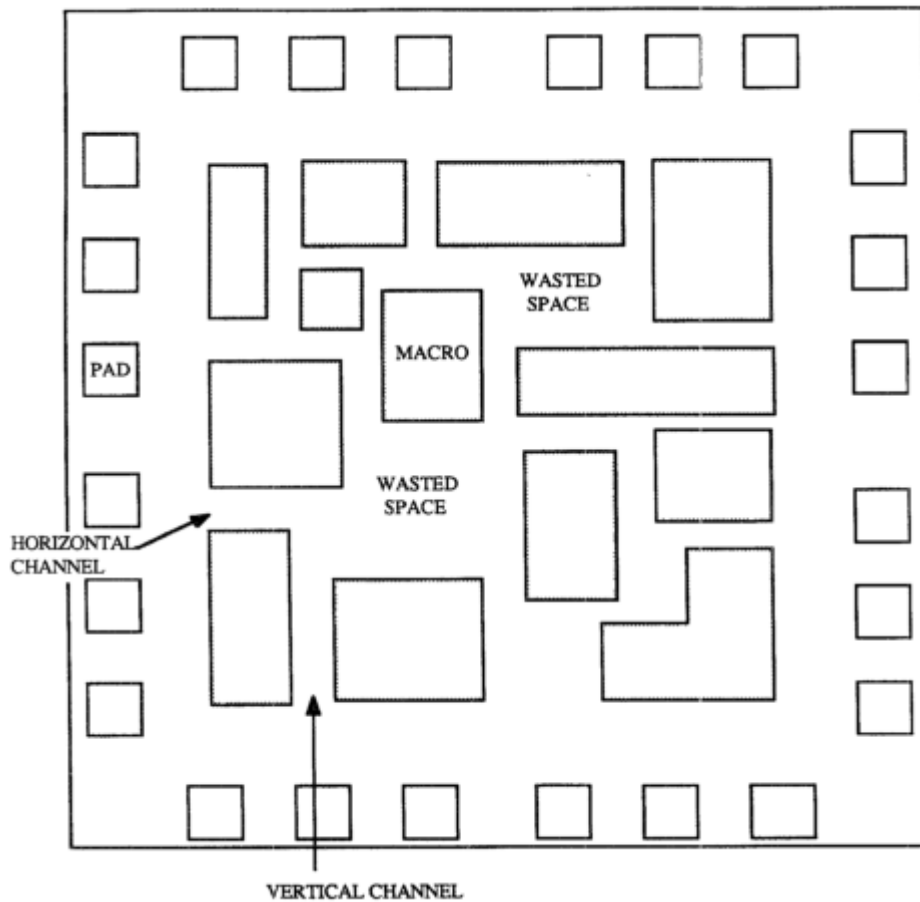 WASTED
SPACE
MACRO
PAD
WASTED
SPACE
HORIZONTAL
CHANNEL
VERTICAL CHANNEL